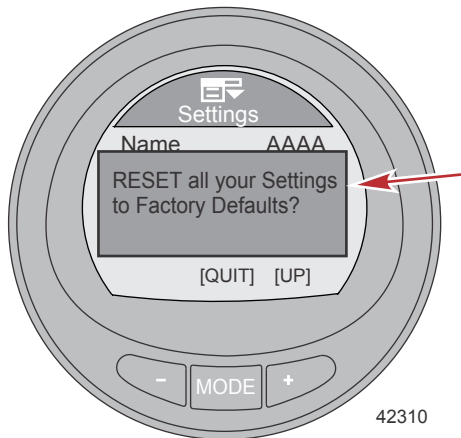 Settings
Name AAAA
RESET all your Settings
to Factory Defaults?
[QUIT] [UP]
- MODE +
42310